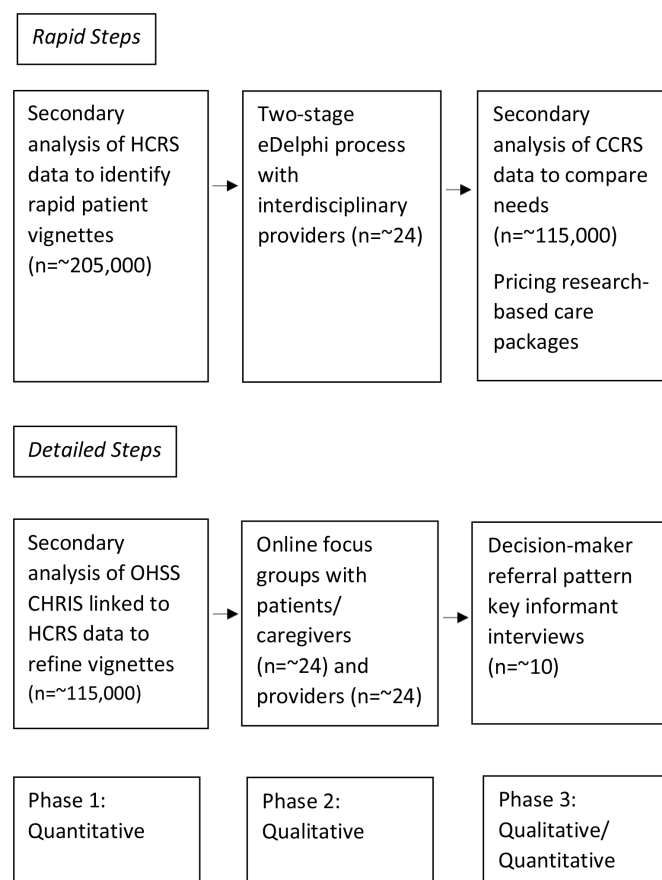 Rapid Steps
Secondary
analysis of HCRS
data to identify
rapid patient
vignettes
(n=~205,000)
Two-stage
eDelphi process
with
interdisciplinary
providers (n=~24)
Secondary
analysis of CCRS
data to compare
needs
(n=~115,000)
Pricing research-
based care
packages
Detailed Steps
Secondary
analysis of OHSS
CHRIS linked to
HCRS data to
refine vignettes
(n=~115,000)
Online focus
groups with
patients/
caregivers
(n=~24) and
providers (n=~24)
Decision-maker
referral pattern
key informant
interviews
(n=~10)
Phase 1:
Quantitative
Phase 2:
Qualitative
Phase 3:
Qualitative/
Quantitative